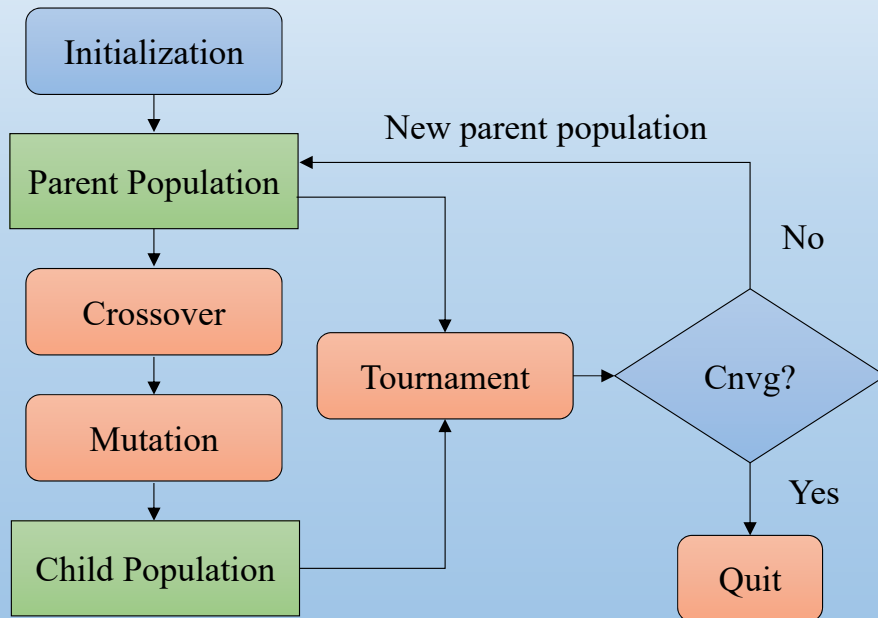 Initialization
New parent population
Parent Population
No
Crossover
Tournament
Cnvg?
Mutation
Yes
Child Population
Quit